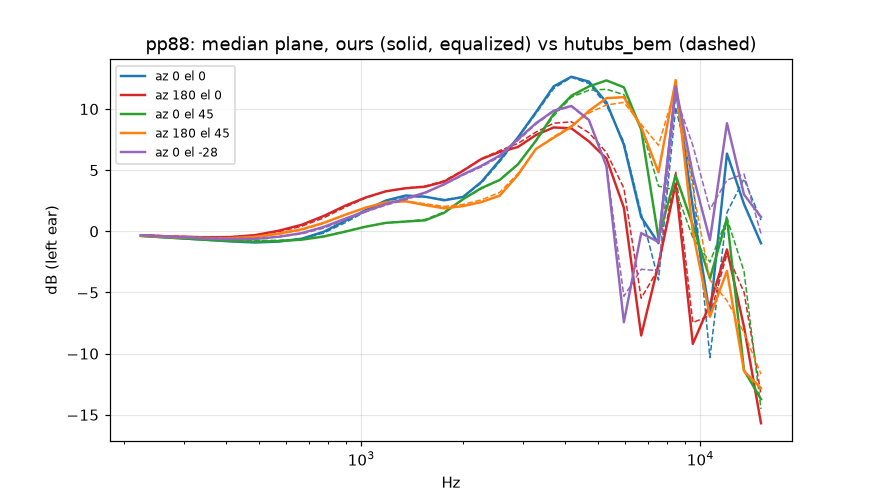 pp88: median plane, ours (solid, equalized) vs hutubs_bem (dashed)
az 0 el 0
az 180 el 0
az 0 el 45
az 180 el 45
az 0 el -28
10
5
0
−5
−10
−15
dB (left ear)
10³
10⁴
Hz